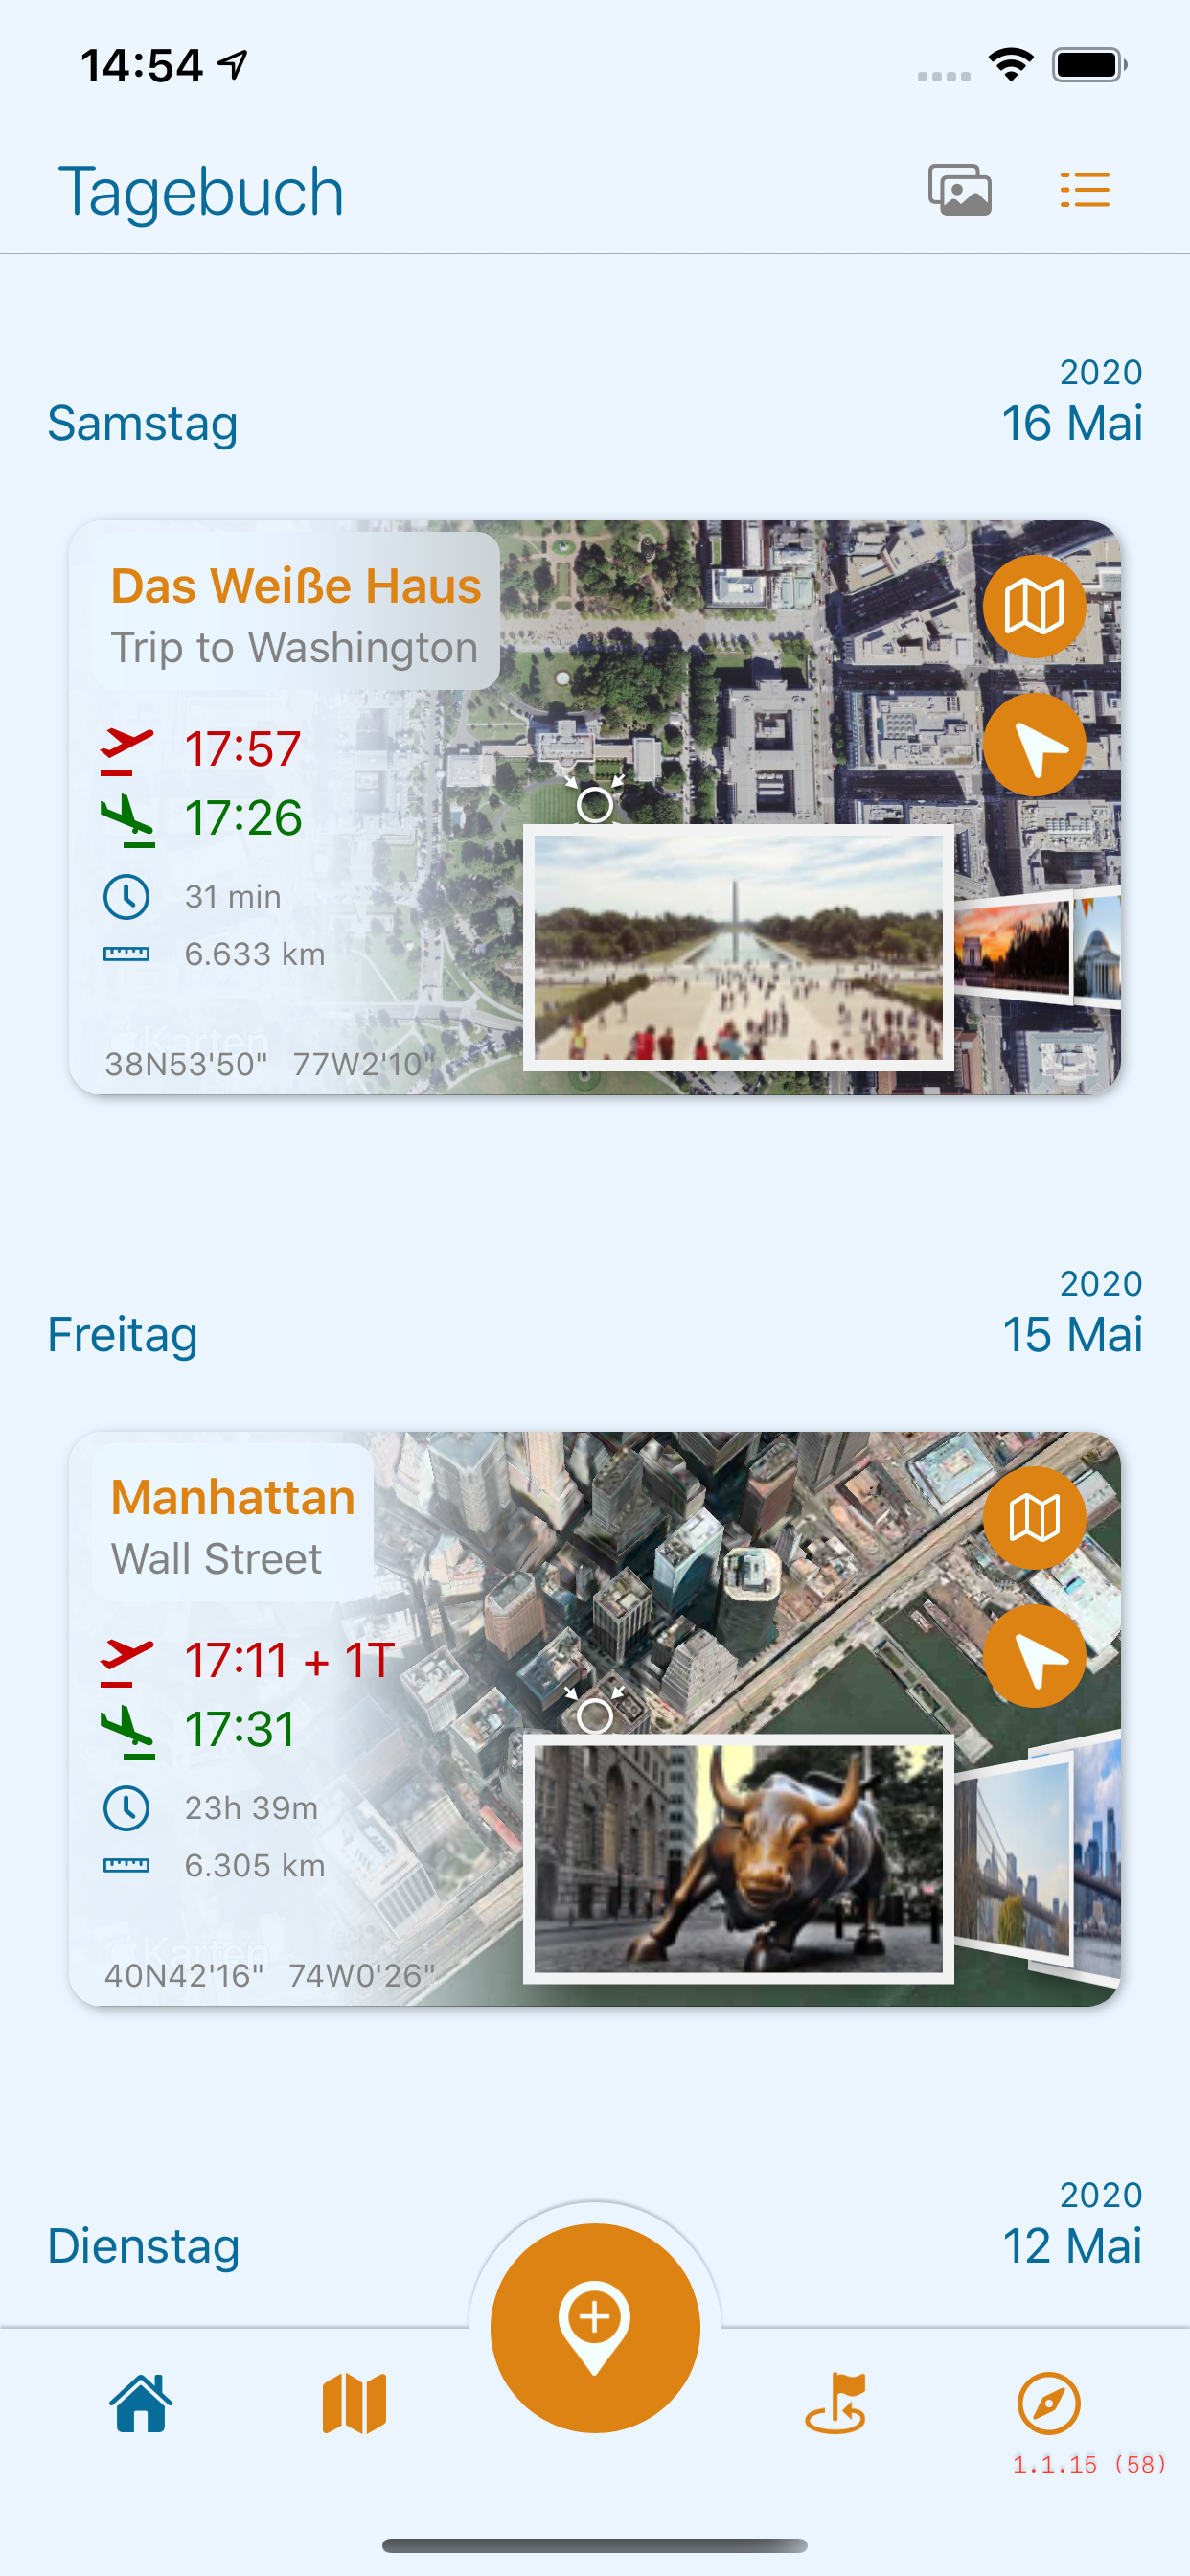 14:54
Tagebuch
2020
Samstag 16 Mai
Das Weiße Haus
Trip to Washington
17:57
17:26
31 min
6.633 km
Karten
38N53'50" 77W2'10"
2020
Freitag 15 Mai
Manhattan
Wall Street
17:11 + 1T
17:31
23h 39m
6.305 km
Karten
40N42'16" 74W0'26"
2020
Dienstag 12 Mai
1.1.15 (58)